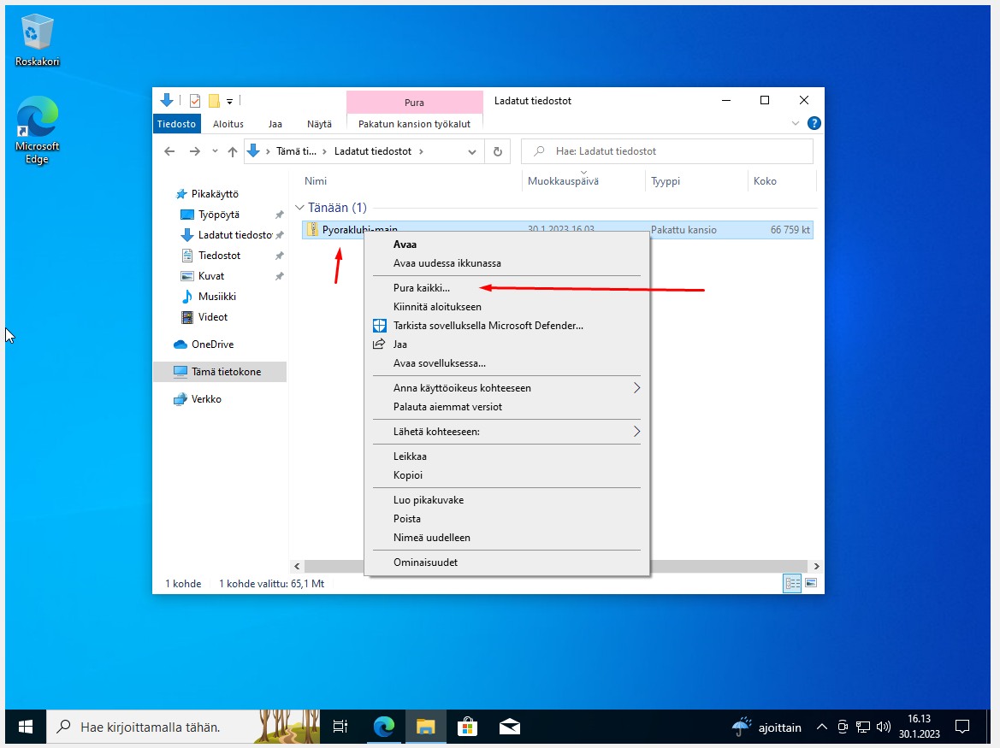 Roskakori
Microsoft
Edge
Pura
Ladatut tiedostot
Tiedosto
Aloitus
Jaa
Näytä
Pakatun kansion työkalut
?
Tämä ti...
Ladatut tiedostot
Hae: Ladatut tiedostot
Nimi
Muokkauspäivä
Tyyppi
Koko
Tänään (1)
Pyoraklubi-main
30.1.2023 16.03
Pakattu kansio
66 759 kt
Pikakäyttö
Työpöytä
Ladatut tiedosto
Tiedostot
Kuvat
Musiikki
Videot
OneDrive
Tämä tietokone
Verkko
Avaa
Avaa uudessa ikkunassa
Pura kaikki...
Kiinnitä aloitukseen
Tarkista sovelluksella Microsoft Defender...
Jaa
Avaa sovelluksessa...
Anna käyttöoikeus kohteeseen
Palauta aiemmat versiot
Lähetä kohteeseen:
Leikkaa
Kopioi
Luo pikakuvake
Poista
Nimeä uudelleen
Ominaisuudet
1 kohde
1 kohde valittu: 65,1 Mt
Hae kirjoittamalla tähän.
ajoittain
16.13
30.1.2023